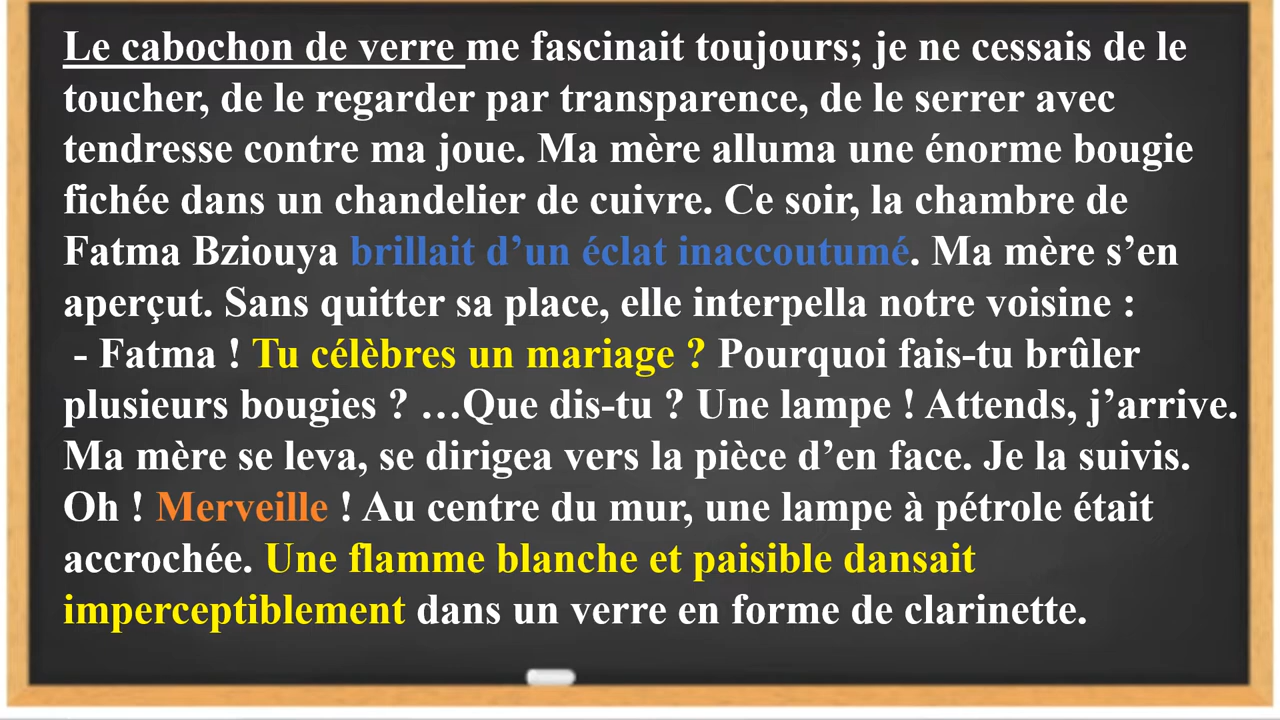 Le cabochon de verre me fascinait toujours; je ne cessais de le
toucher, de le regarder par transparence, de le serrer avec
tendresse contre ma joue. Ma mère alluma une énorme bougie
fichée dans un chandelier de cuivre. Ce soir, la chambre de
Fatma Bziouya brillait d’un éclat inaccoutumé. Ma mère s’en
aperçut. Sans quitter sa place, elle interpella notre voisine :
- Fatma ! Tu célèbres un mariage ? Pourquoi fais-tu brûler
plusieurs bougies ? …Que dis-tu ? Une lampe ! Attends, j’arrive.
Ma mère se leva, se dirigea vers la pièce d’en face. Je la suivis.
Oh ! Merveille ! Au centre du mur, une lampe à pétrole était
accrochée. Une flamme blanche et paisible dansait
imperceptiblement dans un verre en forme de clarinette.